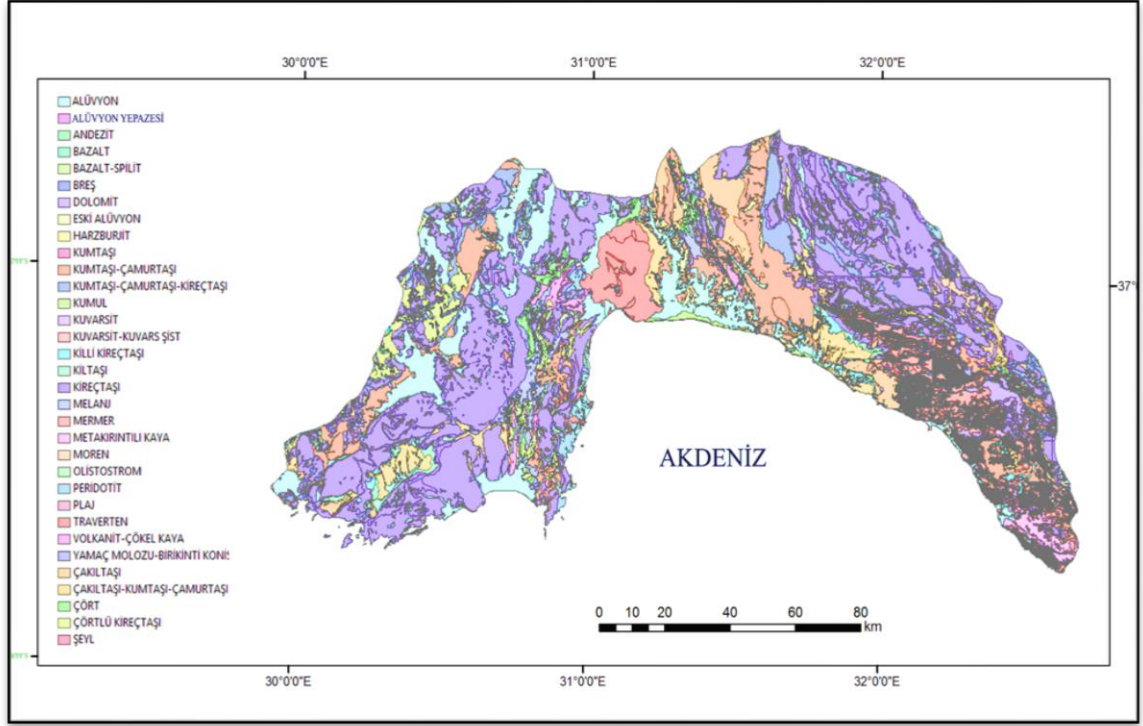 30°0'0"E 31°0'0"E 32°0'0"E
ALÜVYON
ALÜVYON YEPAZESİ
ANDEZİT
BAZALT
BAZALT-SPİLİT
BREŞ
DOLOMİT
ESKİ ALÜVYON
HARZBURJİT
KUMTAŞI
KUMTAŞI-ÇAMURTAŞI
KUMTAŞI-ÇAMURTAŞI-KİREÇTAŞI
KUMUL
KUVARSİT
KUVARSİT-KUVARS ŞİST
KİLLİ KİREÇTAŞI
KİLTAŞI
KİREÇTAŞI
MELANJ
MERMER
METAKIRINTILI KAYA
MOREN
OLİSTOSTROM
PERİDOTİT
PLAJ
TRAVERTEN
VOLKANİT-ÇÖKEL KAYA
YAMAÇ MOLOZU-BİRİKİNTİ KONİ
ÇAKILTAŞI
ÇAKILTAŞI-KUMTAŞI-ÇAMURTAŞI
ÇÖRT
ÇÖRTLÜ KİREÇTAŞI
ŞEYL
37°
AKDENİZ
0 10 20 40 60 80
km
30°0'0"E 31°0'0"E 32°0'0"E